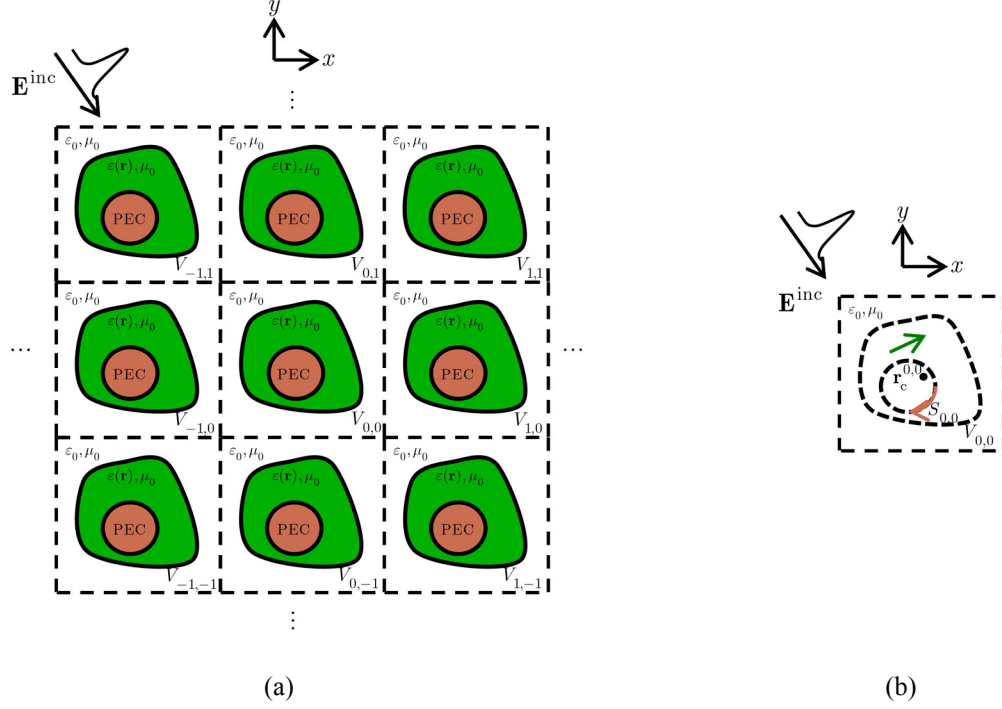 y
x
E^inc
⋮
ε₀, μ₀ ε₀, μ₀ ε₀, μ₀
ε(r), μ₀ ε(r), μ₀ ε(r), μ₀
PEC PEC PEC
V₋₁,₁ V₀,₁ V₁,₁
ε₀, μ₀ ε₀, μ₀ ε₀, μ₀
ε(r), μ₀ ε(r), μ₀ ε(r), μ₀
... PEC PEC PEC ...
V₋₁,₀ V₀,₀ V₁,₀
ε₀, μ₀ ε₀, μ₀ ε₀, μ₀
ε(r), μ₀ ε(r), μ₀ ε(r), μ₀
PEC PEC PEC
V₋₁,₋₁ V₀,₋₁ V₁,₋₁
⋮
(a)
y
x
E^inc
ε₀, μ₀
r_c^0,0
S₀,₀
V₀,₀
(b)